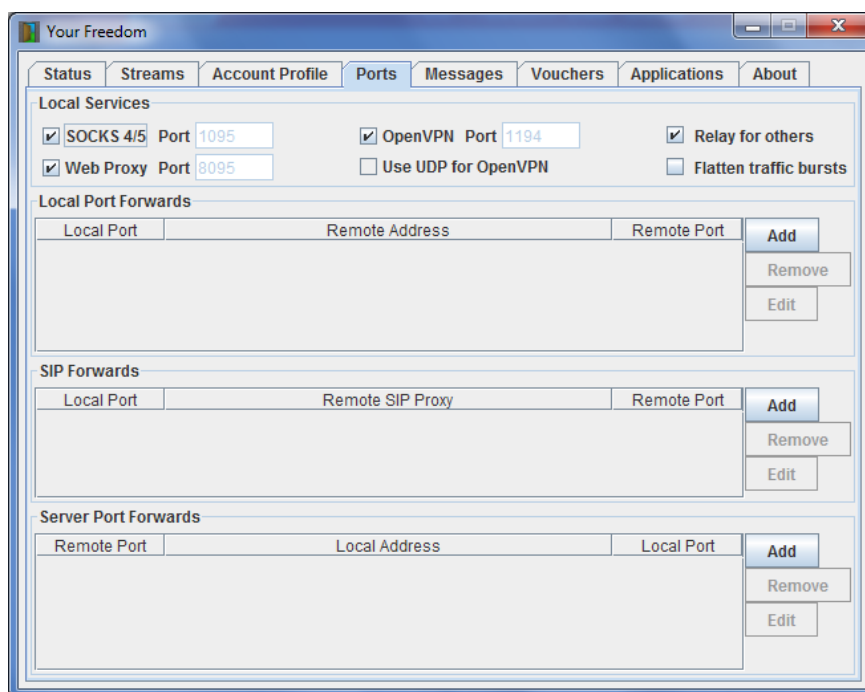 Your Freedom
Status Streams Account Profile Ports Messages Vouchers Applications About
Local Services
SOCKS 4/5 Port 1095 OpenVPN Port 1194 Relay for others
Web Proxy Port 8095 Use UDP for OpenVPN Flatten traffic bursts
Local Port Forwards
Local Port Remote Address Remote Port Add
Remove
Edit
SIP Forwards
Local Port Remote SIP Proxy Remote Port Add
Remove
Edit
Server Port Forwards
Remote Port Local Address Local Port Add
Remove
Edit